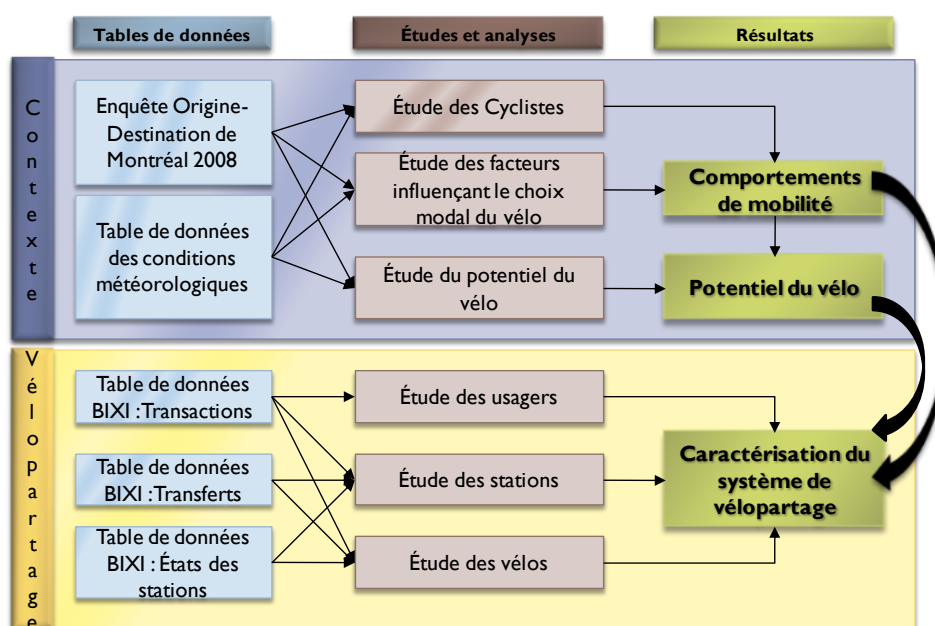 Tables de données
Études et analyses
Résultats
Contexte
Enquête Origine-
Destination de
Montréal 2008
Table de données
des conditions
météorologiques
Étude des Cyclistes
Étude des facteurs
influençant le choix
modal du vélo
Étude du potentiel du
vélo
Comportements
de mobilité
Potentiel du vélo
Vélopartage
Table de données
BIXI :Transactions
Table de données
BIXI :Transferts
Table de données
BIXI : États des
stations
Étude des usagers
Étude des stations
Étude des vélos
Caractérisation du
système de
vélopartage